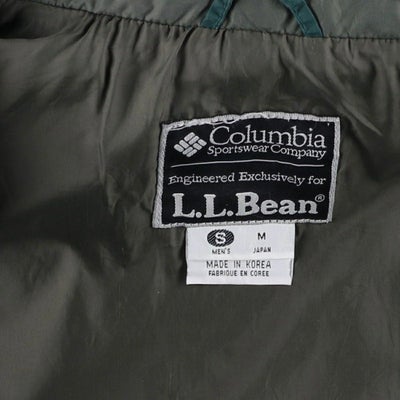 Columbia
Sportswear Company
Engineered Exclusively for
L.L.Bean®
S M
MEN'S JAPAN
MADE IN KOREA
FABRIQUE EN COREE